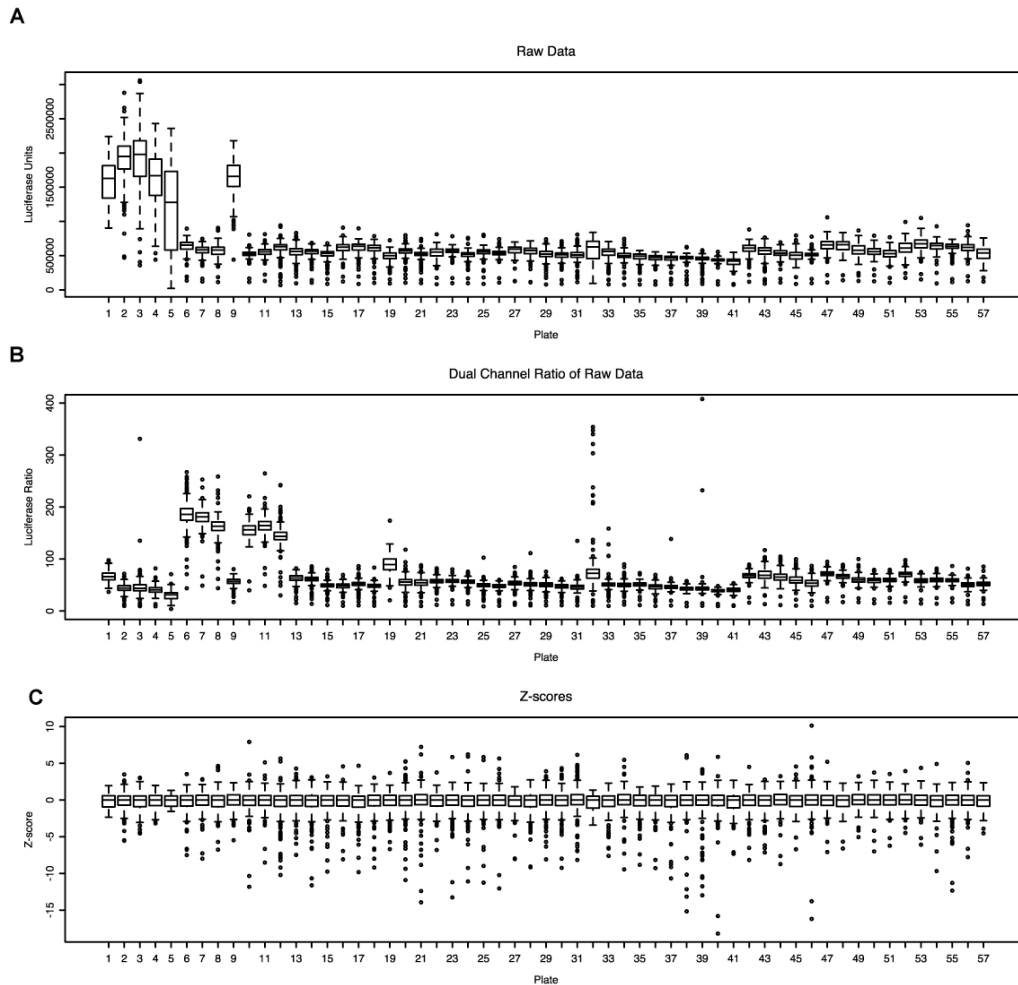 A
Raw Data
Luciferase Units
2500000
1500000
500000
0
1 2 3 4 5 6 7 8 9 11 13 15 17 19 21 23 25 27 29 31 33 35 37 39 41 43 45 47 49 51 53 55 57
Plate
B
Dual Channel Ratio of Raw Data
Luciferase Ratio
400
300
200
100
0
1 2 3 4 5 6 7 8 9 11 13 15 17 19 21 23 25 27 29 31 33 35 37 39 41 43 45 47 49 51 53 55 57
Plate
C
Z-scores
Z-score
10
5
0
-5
-10
-15
1 2 3 4 5 6 7 8 9 11 13 15 17 19 21 23 25 27 29 31 33 35 37 39 41 43 45 47 49 51 53 55 57
Plate